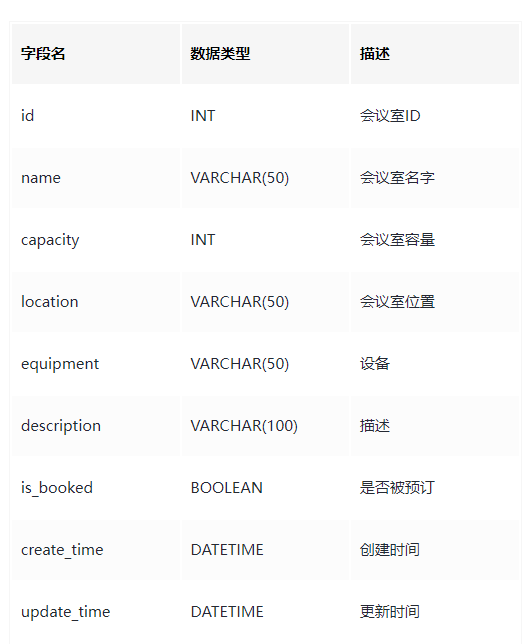 字段名 数据类型 描述
id INT 会议室ID
name VARCHAR(50) 会议室名字
capacity INT 会议室容量
location VARCHAR(50) 会议室位置
equipment VARCHAR(50) 设备
description VARCHAR(100) 描述
is_booked BOOLEAN 是否被预订
create_time DATETIME 创建时间
update_time DATETIME 更新时间